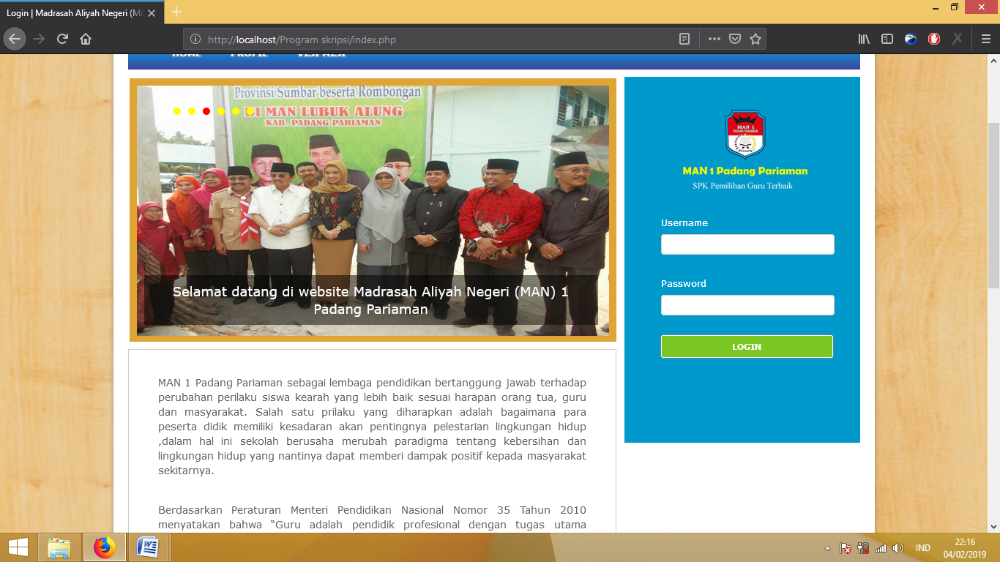 Login | Madrasah Aliyah Negeri (MA
http://localhost/Program skripsi/index.php
HOME PROFIL VISI MISI
Provinsi Sumbar beserta Rombongan
DI MAN LUBUK ALUNG
KAB. PADANG PARIAMAN
Selamat datang di website Madrasah Aliyah Negeri (MAN) 1
Padang Pariaman
MAN 1
PADANG PARIAMAN
MAN 1 Padang Pariaman
SPK Pemilihan Guru Terbaik
Username
Password
LOGIN
MAN 1 Padang Pariaman sebagai lembaga pendidikan bertanggung jawab terhadap
perubahan perilaku siswa kearah yang lebih baik sesuai harapan orang tua, guru
dan masyarakat. Salah satu prilaku yang diharapkan adalah bagaimana para
peserta didik memiliki kesadaran akan pentingnya pelestarian lingkungan hidup
,dalam hal ini sekolah berusaha merubah paradigma tentang kebersihan dan
lingkungan hidup yang nantinya dapat memberi dampak positif kepada masyarakat
sekitarnya.
Berdasarkan Peraturan Menteri Pendidikan Nasional Nomor 35 Tahun 2010
menyatakan bahwa “Guru adalah pendidik profesional dengan tugas utama
IND
22:16
04/02/2019